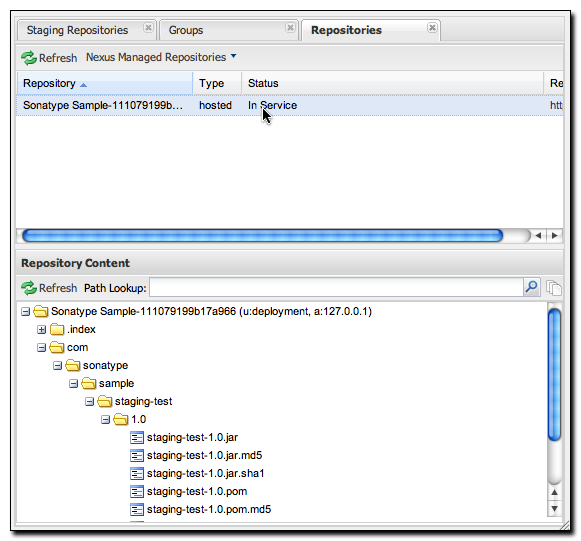 Staging Repositories Groups Repositories
Refresh Nexus Managed Repositories
Repository Type Status Re
Sonatype Sample-111079199b... hosted In Service htt
Repository Content
Refresh Path Lookup:
Sonatype Sample-111079199b17a966 (u:deployment, a:127.0.0.1)
.index
com
sonatype
sample
staging-test
1.0
staging-test-1.0.jar
staging-test-1.0.jar.md5
staging-test-1.0.jar.sha1
staging-test-1.0.pom
staging-test-1.0.pom.md5